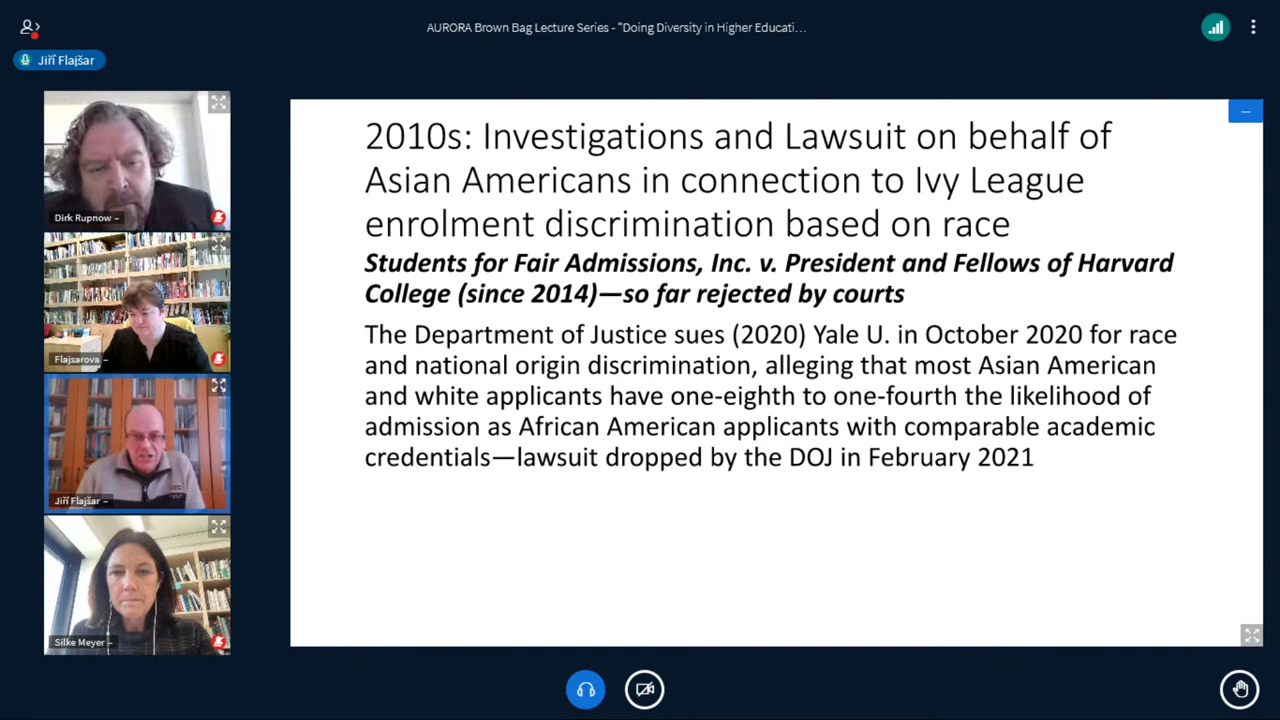 AURORA Brown Bag Lecture Series - "Doing Diversity in Higher Educati…
Jiří Flajšar
Dirk Rupnow –
Flajsarova –
Jiří Flajšar –
Silke Meyer –
2010s: Investigations and Lawsuit on behalf of
Asian Americans in connection to Ivy League
enrolment discrimination based on race
Students for Fair Admissions, Inc. v. President and Fellows of Harvard
College (since 2014)—so far rejected by courts
The Department of Justice sues (2020) Yale U. in October 2020 for race
and national origin discrimination, alleging that most Asian American
and white applicants have one-eighth to one-fourth the likelihood of
admission as African American applicants with comparable academic
credentials—lawsuit dropped by the DOJ in February 2021